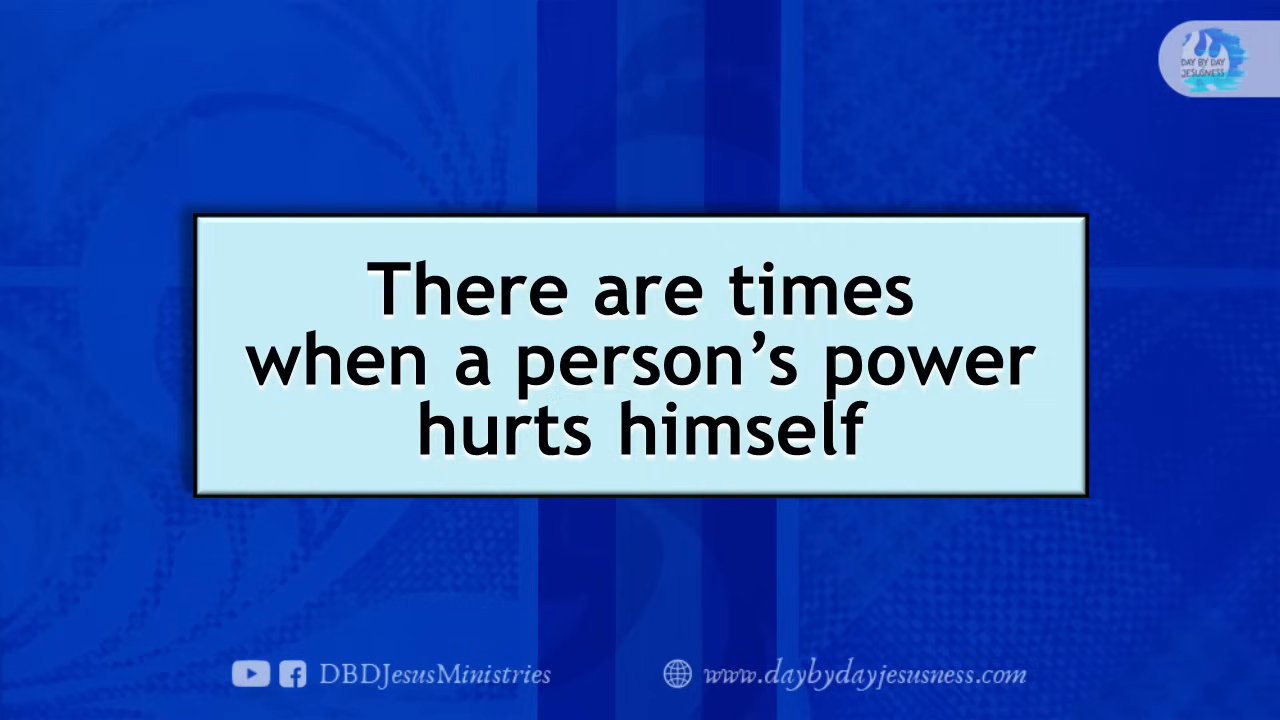 DAY BY DAY
JESUSNESS
There are times
when a person’s power
hurts himself
DBDJesusMinistries
www.daybydayjesusness.com